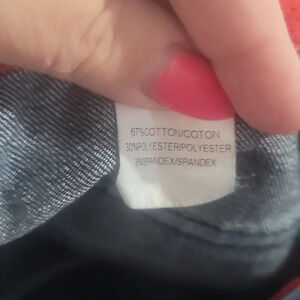 67%COTTON/COTON
30%POLYESTER/POLYESTER
3%SPANDEX/SPANDEX